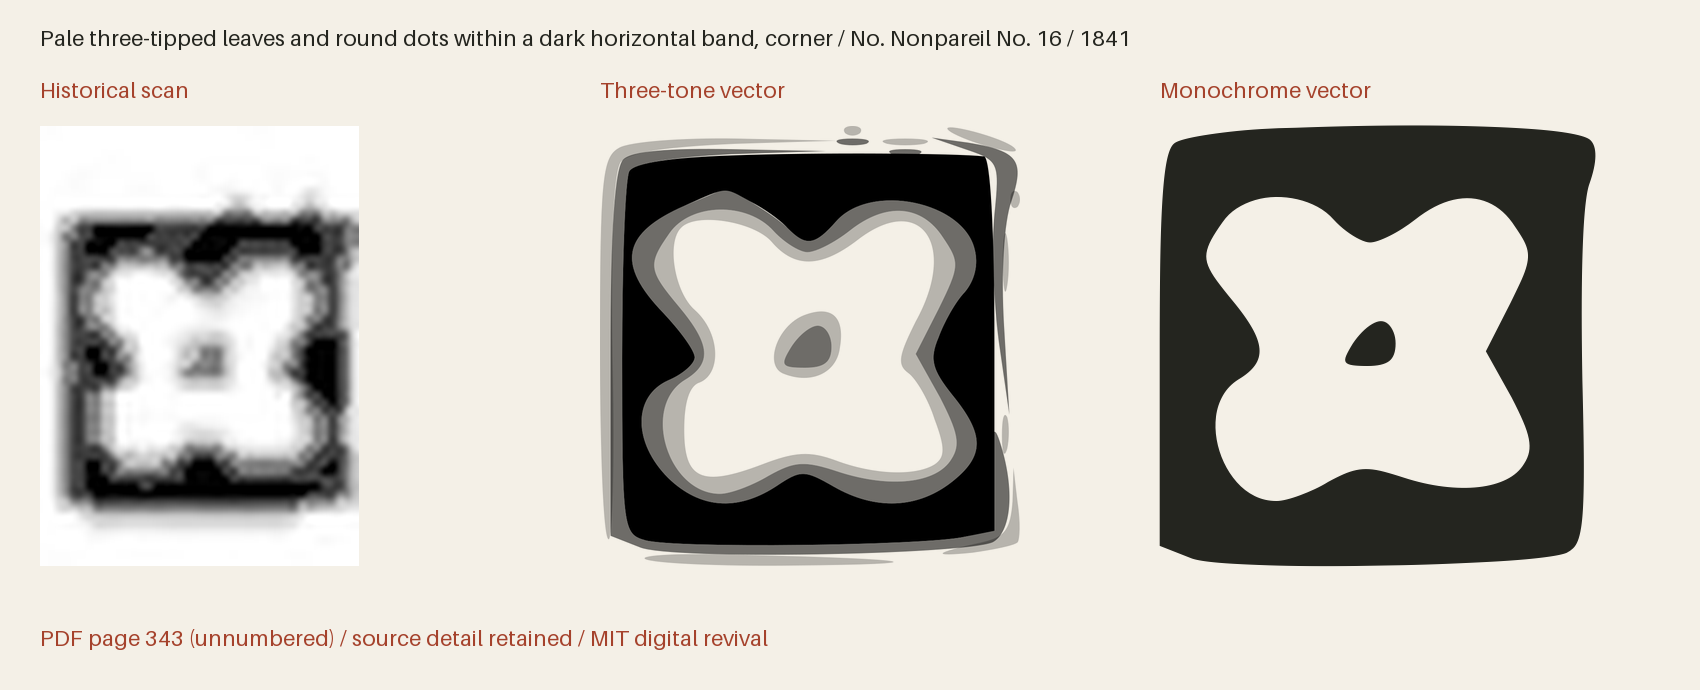 Pale three-tipped leaves and round dots within a dark horizontal band, corner / No. Nonpareil No. 16 / 1841
Historical scan
Three-tone vector
Monochrome vector
PDF page 343 (unnumbered) / source detail retained / MIT digital revival